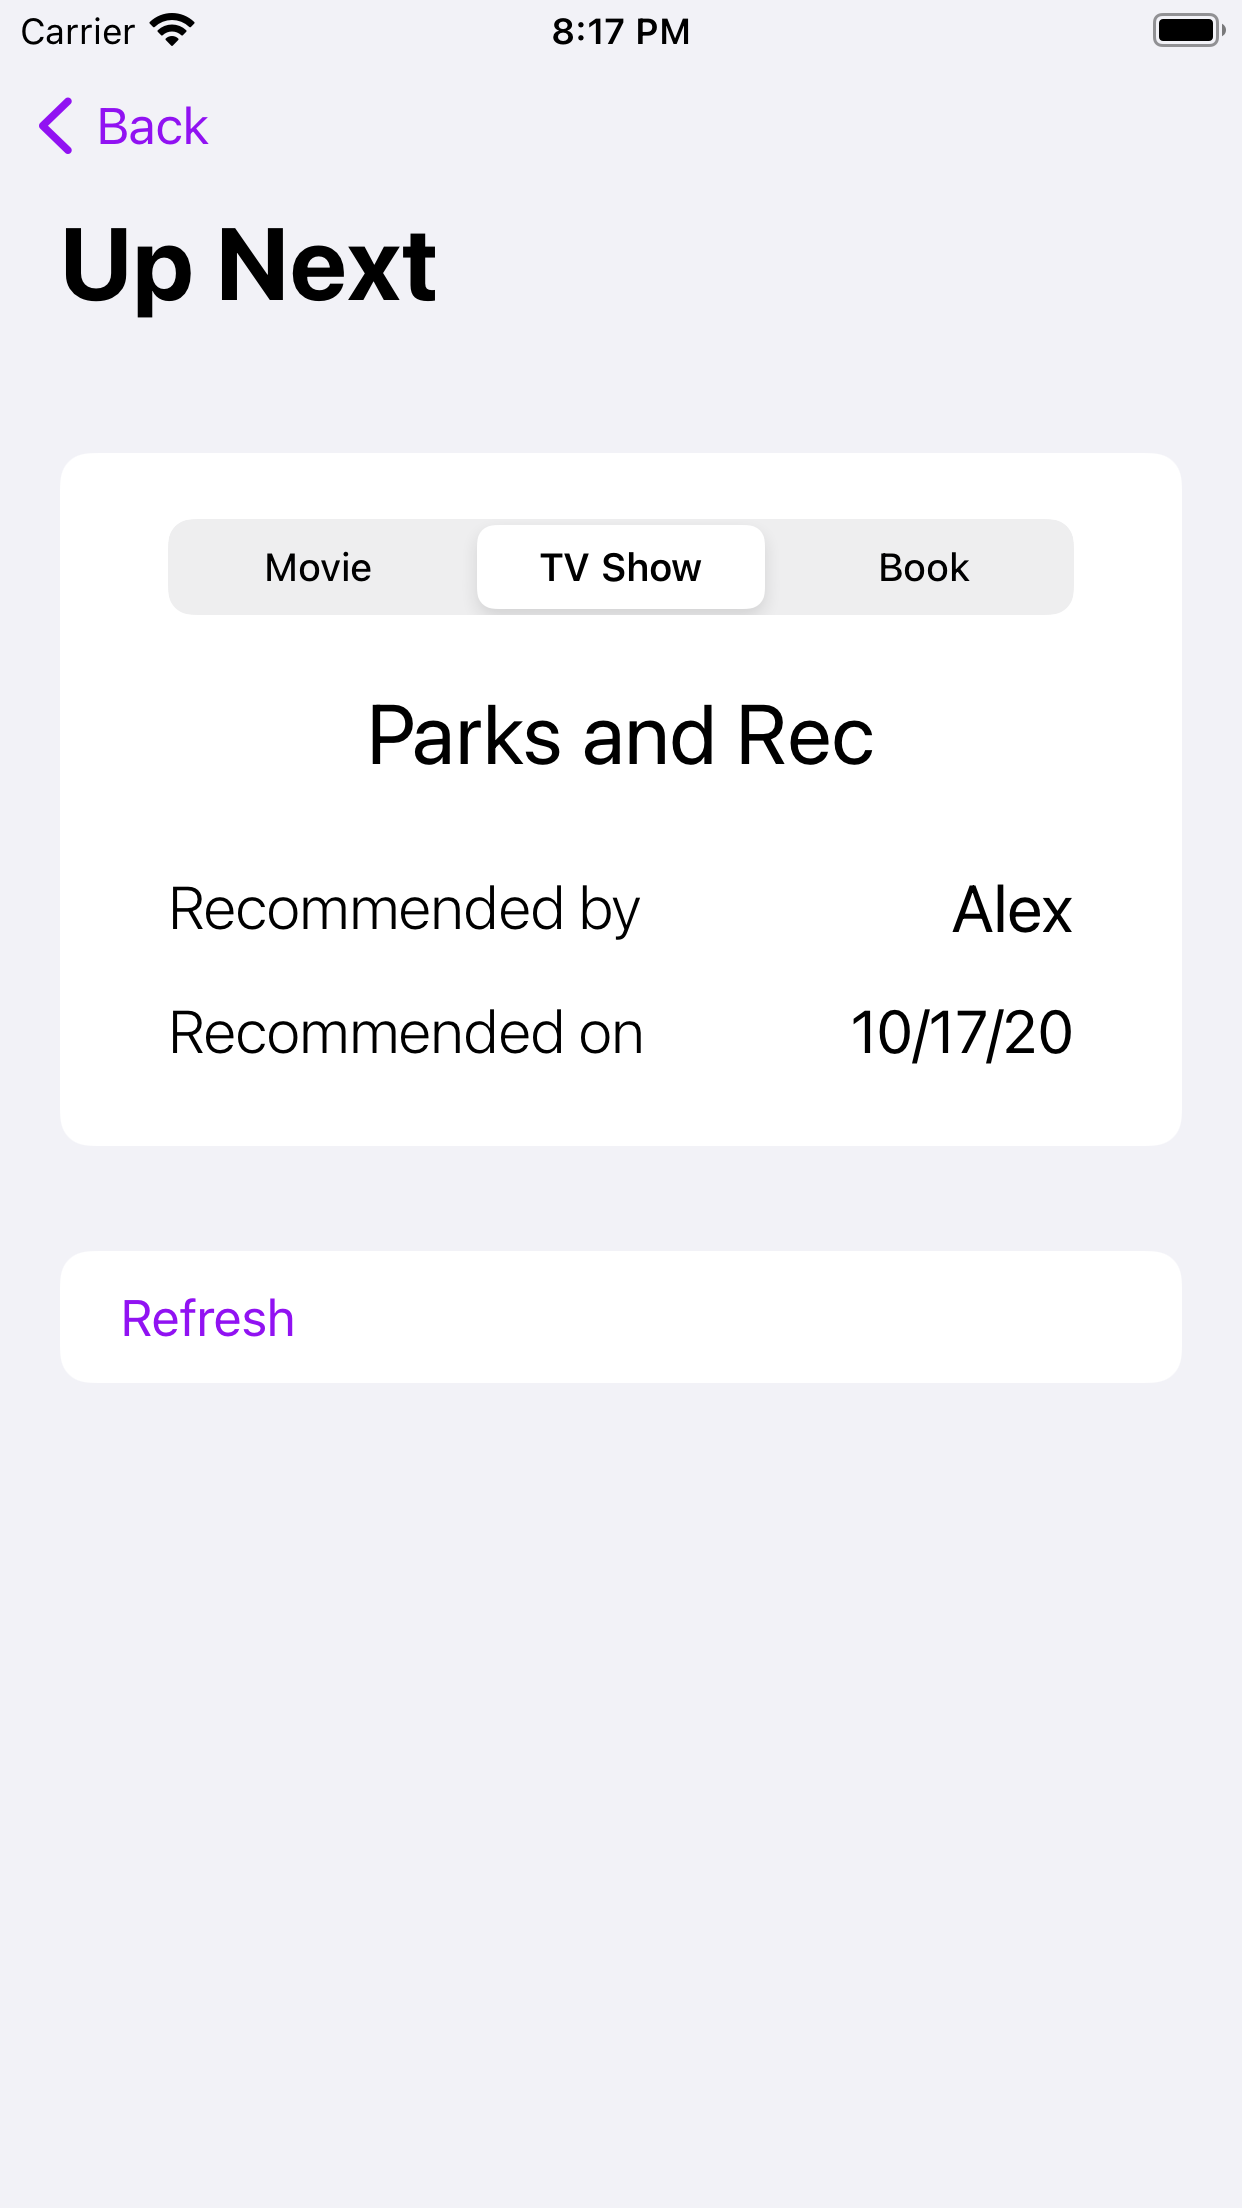 Carrier 8:17 PM
Back
Up Next
Movie TV Show Book
Parks and Rec
Recommended by Alex
Recommended on 10/17/20
Refresh